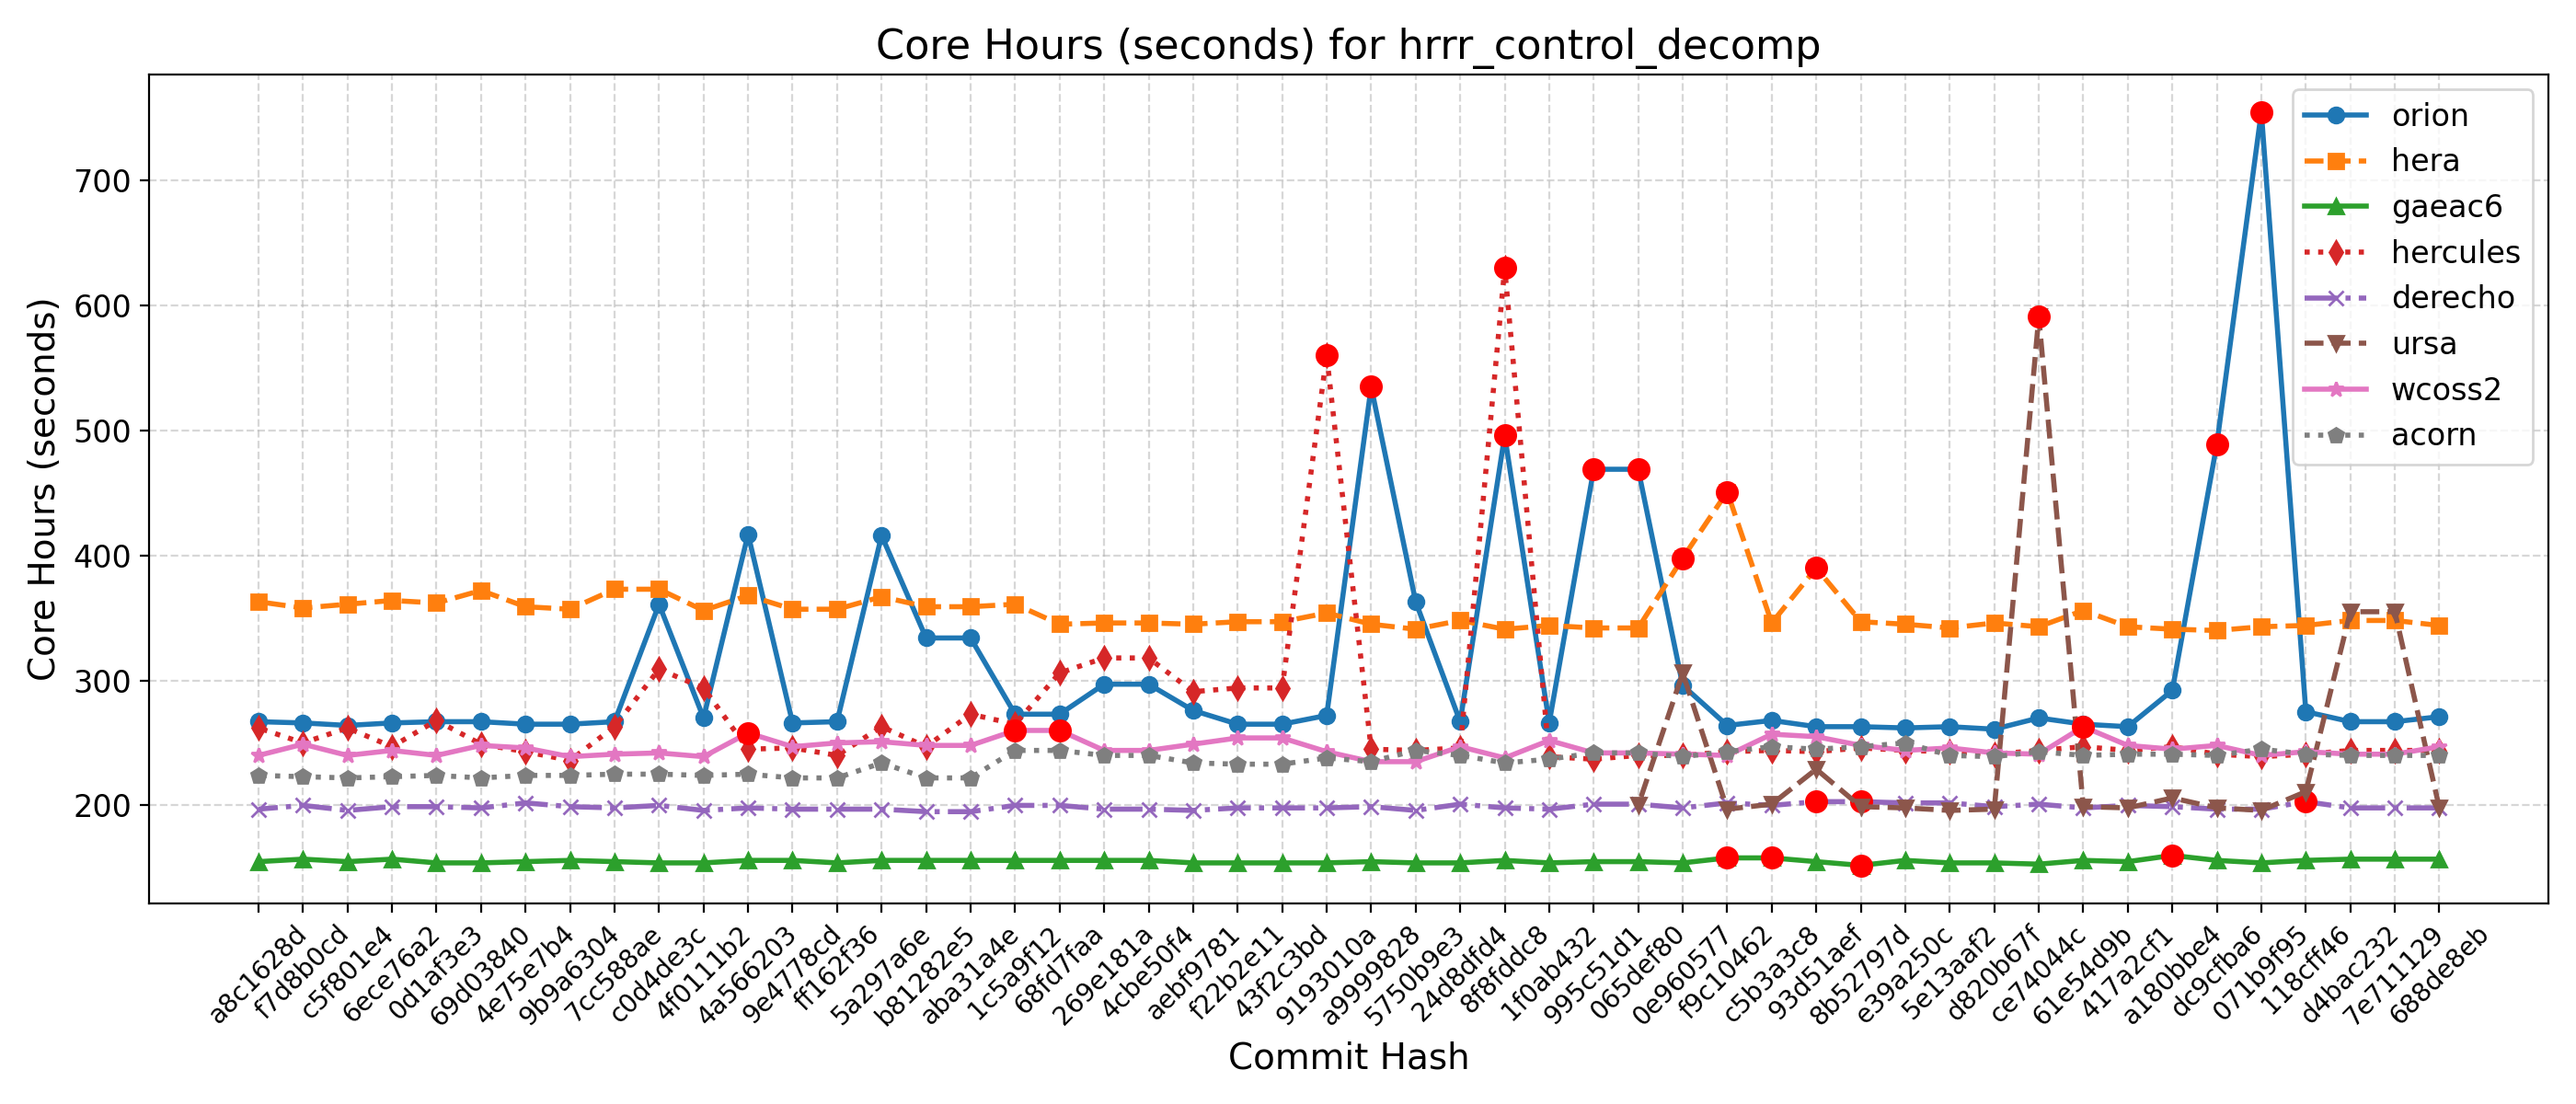 Core Hours (seconds) for hrrr_control_decomp
Core Hours (seconds)
700
600
500
400
300
200
orion
hera
gaeac6
hercules
derecho
ursa
wcoss2
acorn
a8c1628d
f7d8b0cd
c5f801e4
6ece76a2
0d1af3e3
69d03840
4e75e7b4
9b9a6304
7cc588ae
c0d4de3c
4f0111b2
4a566203
9e4778cd
ff162f36
5a297a6e
b81282e5
aba31a4e
1c5a9f12
68fd7faa
269e181a
4cbe50f4
aebf9781
f22b2e11
43f2c3bd
9193010a
a9999828
5750b9e3
24d8dfd4
8f8fddc8
1f0ab432
995c51d1
065def80
0e960577
f9c10462
c5b3a3c8
93d51aef
8b52797d
e39a250c
5e13aaf2
d820b67f
ce74044c
61e54d9b
417a2cf1
a180bbe4
dc9cfba6
071b9f95
118cff46
d4bac232
7e711129
688de8eb
Commit Hash